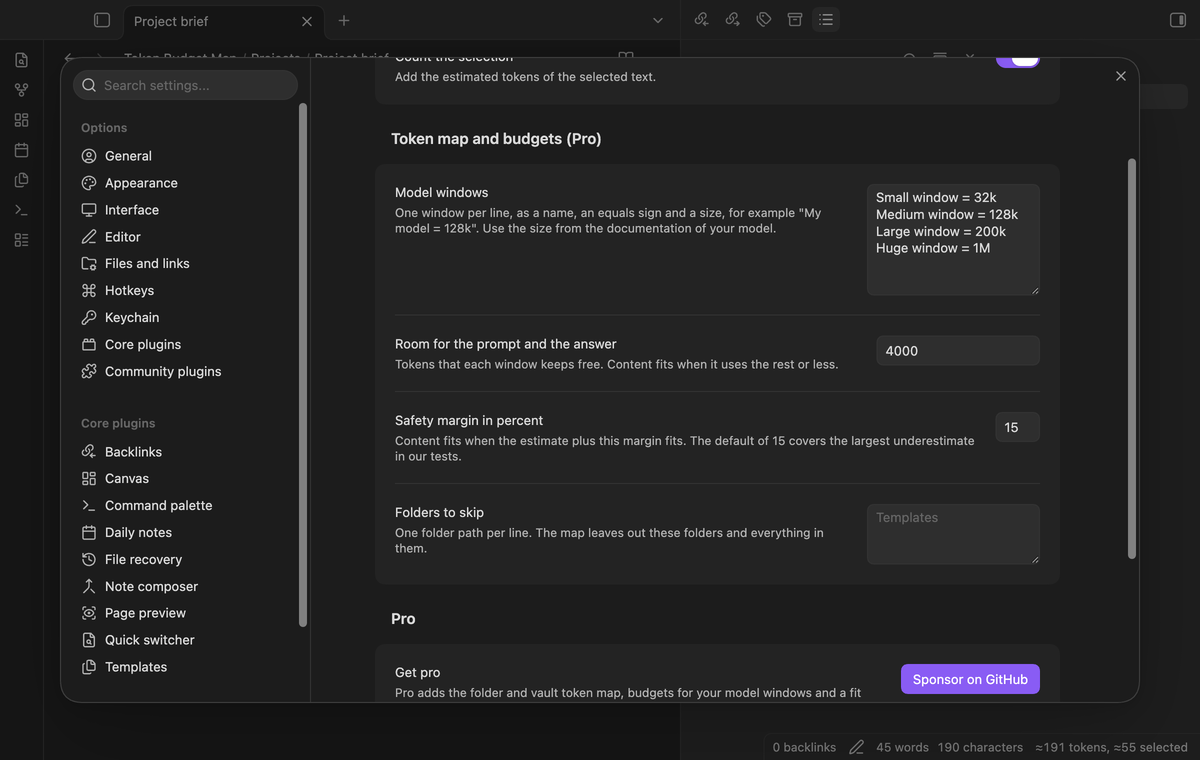 Project brief
Count the selection
Add the estimated tokens of the selected text.
Search settings...
Options
General
Appearance
Interface
Editor
Files and links
Hotkeys
Keychain
Core plugins
Community plugins
Core plugins
Backlinks
Canvas
Command palette
Daily notes
File recovery
Note composer
Page preview
Quick switcher
Templates
Token map and budgets (Pro)
Model windows
One window per line, as a name, an equals sign and a size, for example "My
model = 128k". Use the size from the documentation of your model.
Small window = 32k
Medium window = 128k
Large window = 200k
Huge window = 1M
Room for the prompt and the answer
Tokens that each window keeps free. Content fits when it uses the rest or less.
4000
Safety margin in percent
Content fits when the estimate plus this margin fits. The default of 15 covers the largest underestimate
in our tests.
15
Folders to skip
One folder path per line. The map leaves out these folders and everything in
them.
Templates
Pro
Get pro
Pro adds the folder and vault token map, budgets for your model windows and a fit
Sponsor on GitHub
0 backlinks
45 words
190 characters
≈191 tokens, ≈55 selected